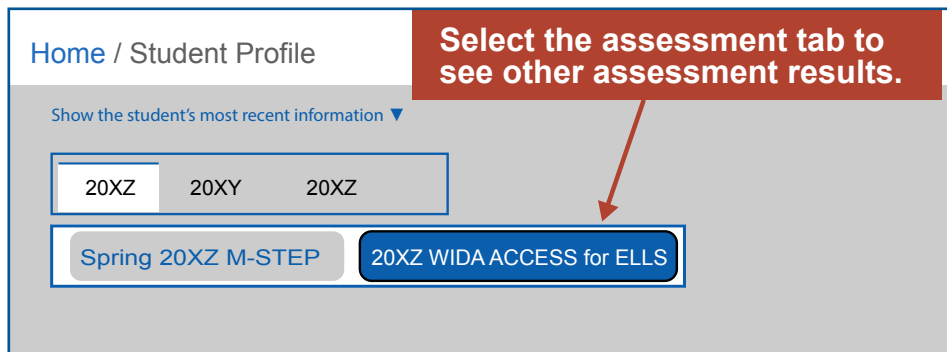 Home / Student Profile
Select the assessment tab to
see other assessment results.
Show the student's most recent information ▼
20XZ 20XY 20XZ
Spring 20XZ M-STEP 20XZ WIDA ACCESS for ELLS